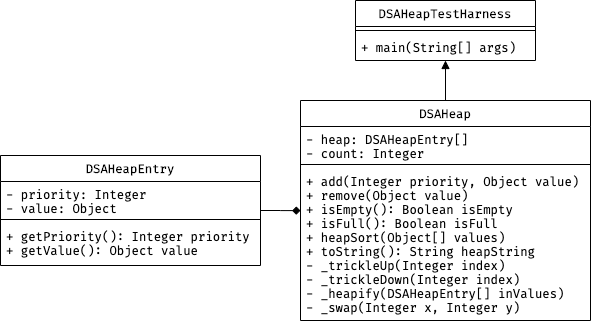 DSAHeapTestHarness
+ main(String[] args)
DSAHeap
- heap: DSAHeapEntry[]
- count: Integer
+ add(Integer priority, Object value)
+ remove(Object value)
+ isEmpty(): Boolean isEmpty
+ isFull(): Boolean isFull
+ heapSort(Object[] values)
+ toString(): String heapString
- _trickleUp(Integer index)
- _trickleDown(Integer index)
- _heapify(DSAHeapEntry[] inValues)
- _swap(Integer x, Integer y)
DSAHeapEntry
- priority: Integer
- value: Object
+ getPriority(): Integer priority
+ getValue(): Object value